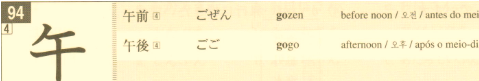 94
4
午
午前 4 ごぜん gozen before noon / 오전 / antes do mei
午後 4 ごご gogo afternoon / 오후 / após o meio-di